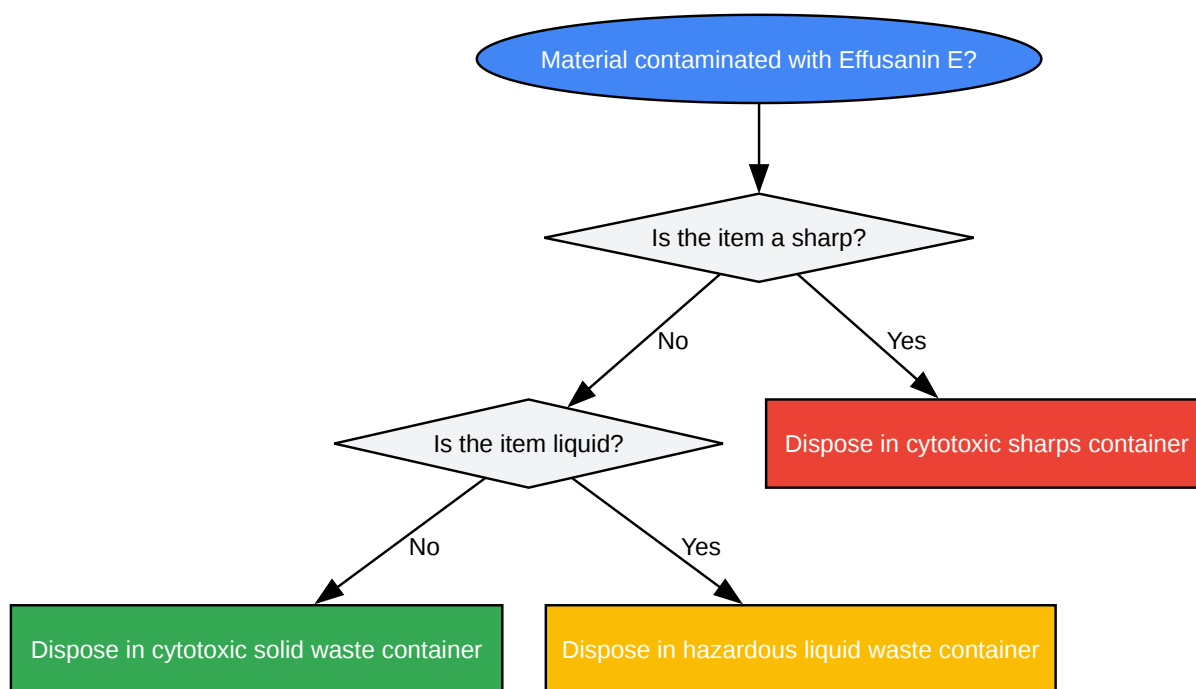 Material contaminated with Effusanin E?
Is the item a sharp?
No
Yes
Is the item liquid?
Dispose in cytotoxic sharps container
No
Yes
Dispose in cytotoxic solid waste container
Dispose in hazardous liquid waste container